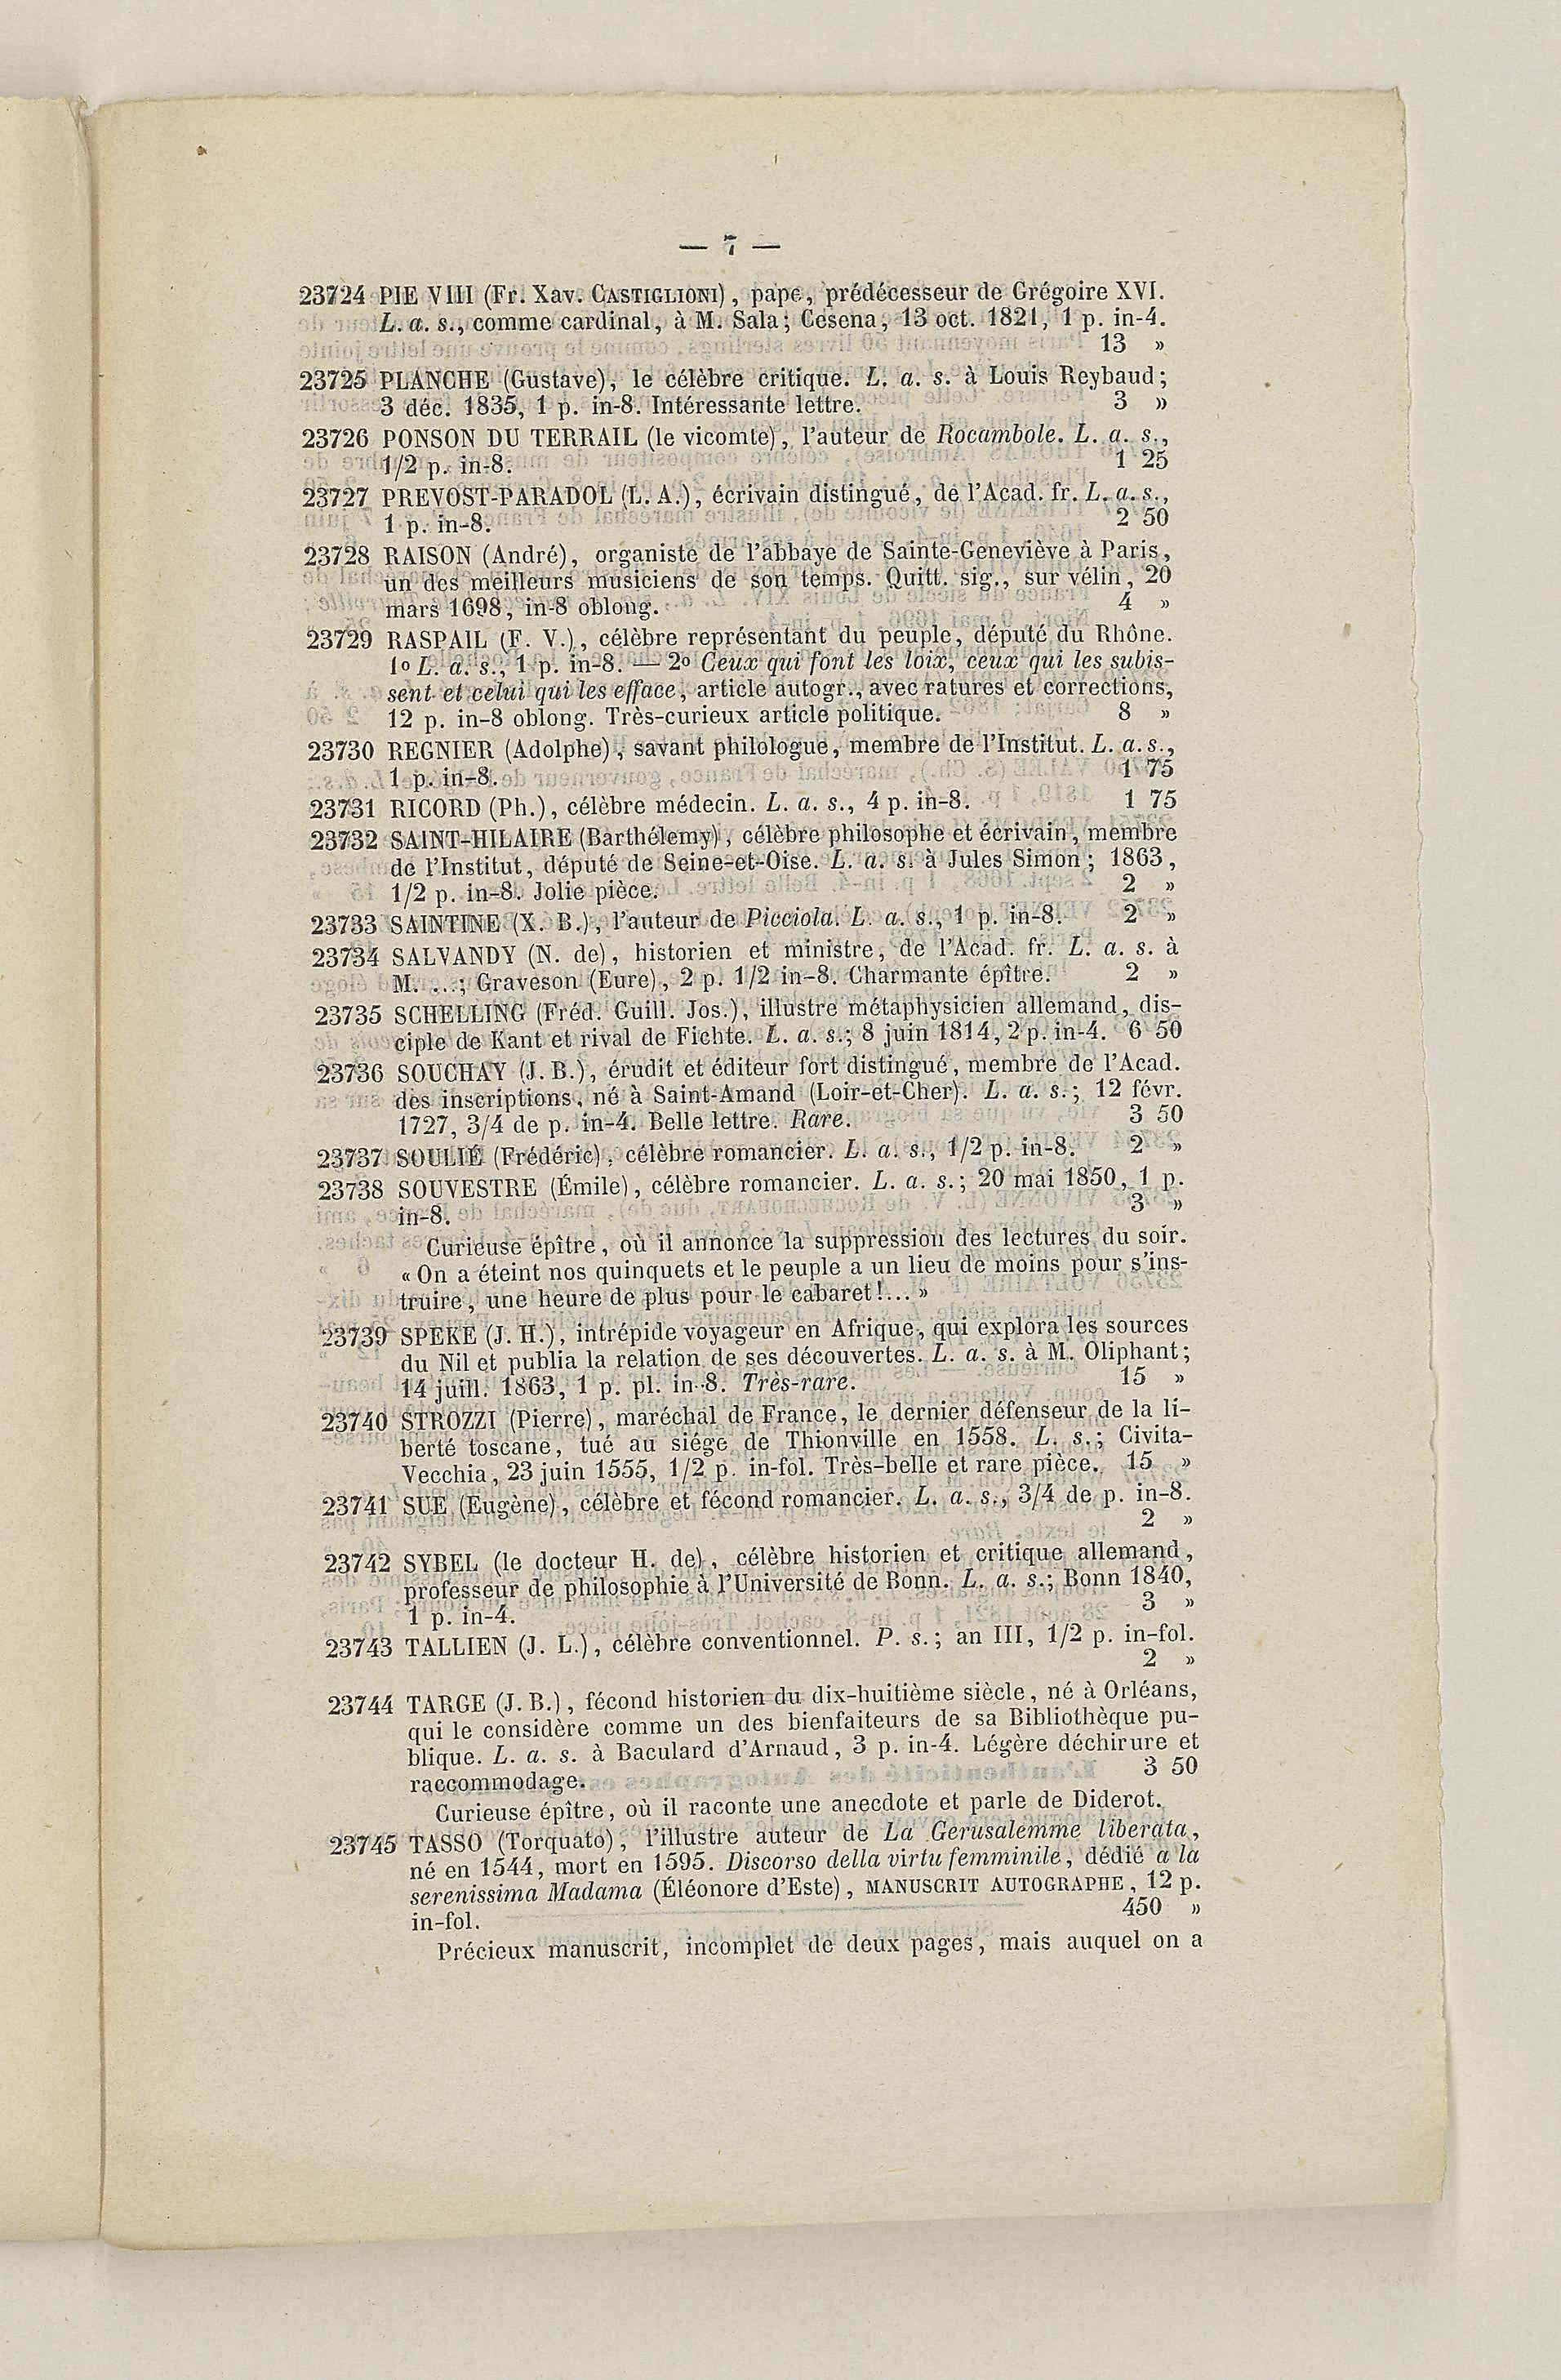 — 7 —
23724 PIE VIII (Fr. Xav. CASTIGLIONI), pape, prédécesseur de Grégoire XVI.
L. a. s., comme cardinal, à M. Sala; Cesena, 13 oct. 1821, 1 p. in-4.
13 »
23725 PLANCHE (Gustave), le célèbre critique. L. a. s. à Louis Reybaud;
3 déc. 1835, 1 p. in-8. Intéressante lettre. 3 »
23726 PONSON DU TERRAIL (le vicomte), l'auteur de Rocambole. L. a. s.,
1/2 p. in-8. 1 25
23727 PREVOST-PARADOL (L. A.), écrivain distingué, de l'Acad. fr. L. a. s.,
1 p. in-8. 2 50
23728 RAISON (André), organiste de l'abbaye de Sainte-Geneviève à Paris,
un des meilleurs musiciens de son temps. Quitt. sig., sur vélin, 20
mars 1698, in-8 oblong. 4 »
23729 RASPAIL (F. V.), célèbre représentant du peuple, député du Rhône.
1o L. a. s., 1 p. in-8. — 2o Ceux qui font les loix, ceux qui les subis-
sent et celui qui les efface, article autogr., avec ratures et corrections,
12 p. in-8 oblong. Très-curieux article politique. 8 »
23730 REGNIER (Adolphe), savant philologue, membre de l'Institut. L. a. s.,
1 p. in-8. 1 75
23731 RICORD (Ph.), célèbre médecin. L. a. s., 4 p. in-8. 1 75
23732 SAINT-HILAIRE (Barthélemy), célèbre philosophe et écrivain, membre
de l'Institut, député de Seine-et-Oise. L. a. s. à Jules Simon; 1863,
1/2 p. in-8. Jolie pièce. 2 »
23733 SAINTINE (X. B.), l'auteur de Picciola. L. a. s., 1 p. in-8. 2 »
23734 SALVANDY (N. de), historien et ministre, de l'Acad. fr. L. a. s. à
M. ...; Graveson (Eure), 2 p. 1/2 in-8. Charmante épître. 2 »
23735 SCHELLING (Fréd. Guill. Jos.), illustre métaphysicien allemand, dis-
ciple de Kant et rival de Fichte. L. a. s.; 8 juin 1814, 2 p. in-4. 6 50
23736 SOUCHAY (J. B.), érudit et éditeur fort distingué, membre de l'Acad.
des inscriptions, né à Saint-Amand (Loir-et-Cher). L. a. s.; 12 févr.
1727, 3/4 de p. in-4. Belle lettre. Rare. 3 50
23737 SOULIÉ (Frédéric), célèbre romancier. L. a. s., 1/2 p. in-8. 2 »
23738 SOUVESTRE (Émile), célèbre romancier. L. a. s.; 20 mai 1850, 1 p.
in-8. 3 »
Curieuse épître, où il annonce la suppression des lectures du soir.
« On a éteint nos quinquets et le peuple a un lieu de moins pour s'ins-
truire, une heure de plus pour le cabaret!... »
23739 SPEKE (J. H.), intrépide voyageur en Afrique, qui explora les sources
du Nil et publia la relation de ses découvertes. L. a. s. à M. Oliphant;
14 juill. 1863, 1 p. pl. in-8. Très-rare. 15 »
23740 STROZZI (Pierre), maréchal de France, le dernier défenseur de la li-
berté toscane, tué au siége de Thionville en 1558. L. s.; Civita-
Vecchia, 23 juin 1555, 1/2 p. in-fol. Très-belle et rare pièce. 15 »
23741 SUE (Eugène), célèbre et fécond romancier. L. a. s., 3/4 de p. in-8.
2 »
23742 SYBEL (le docteur H. de), célèbre historien et critique allemand,
professeur de philosophie à l'Université de Bonn. L. a. s.; Bonn 1840,
1 p. in-4. 3 »
23743 TALLIEN (J. L.), célèbre conventionnel. P. s.; an III, 1/2 p. in-fol.
2 »
23744 TARGE (J. B.), fécond historien du dix-huitième siècle, né à Orléans,
qui le considère comme un des bienfaiteurs de sa Bibliothèque pu-
blique. L. a. s. à Baculard d'Arnaud, 3 p. in-4. Légère déchirure et
raccommodage. 3 50
Curieuse épître, où il raconte une anecdote et parle de Diderot.
23745 TASSO (Torquato), l'illustre auteur de La Gerusalemme liberata,
né en 1544, mort en 1595. Discorso della virtu femminile, dédié a la
serenissima Madama (Éléonore d'Este), MANUSCRIT AUTOGRAPHE, 12 p.
in-fol. 450 »
Précieux manuscrit, incomplet de deux pages, mais auquel on a